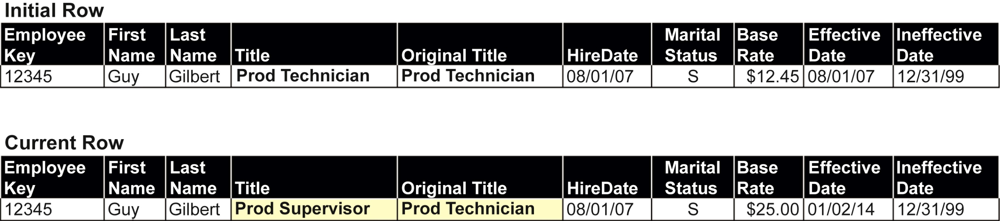 Initial Row
Employee Key First Name Last Name Title Original Title HireDate Marital Status Base Rate Effective Date Ineffective Date
12345 Guy Gilbert Prod Technician Prod Technician 08/01/07 S $12.45 08/01/07 12/31/99
Current Row
Employee Key First Name Last Name Title Original Title HireDate Marital Status Base Rate Effective Date Ineffective Date
12345 Guy Gilbert Prod Supervisor Prod Technician 08/01/07 S $25.00 01/02/14 12/31/99